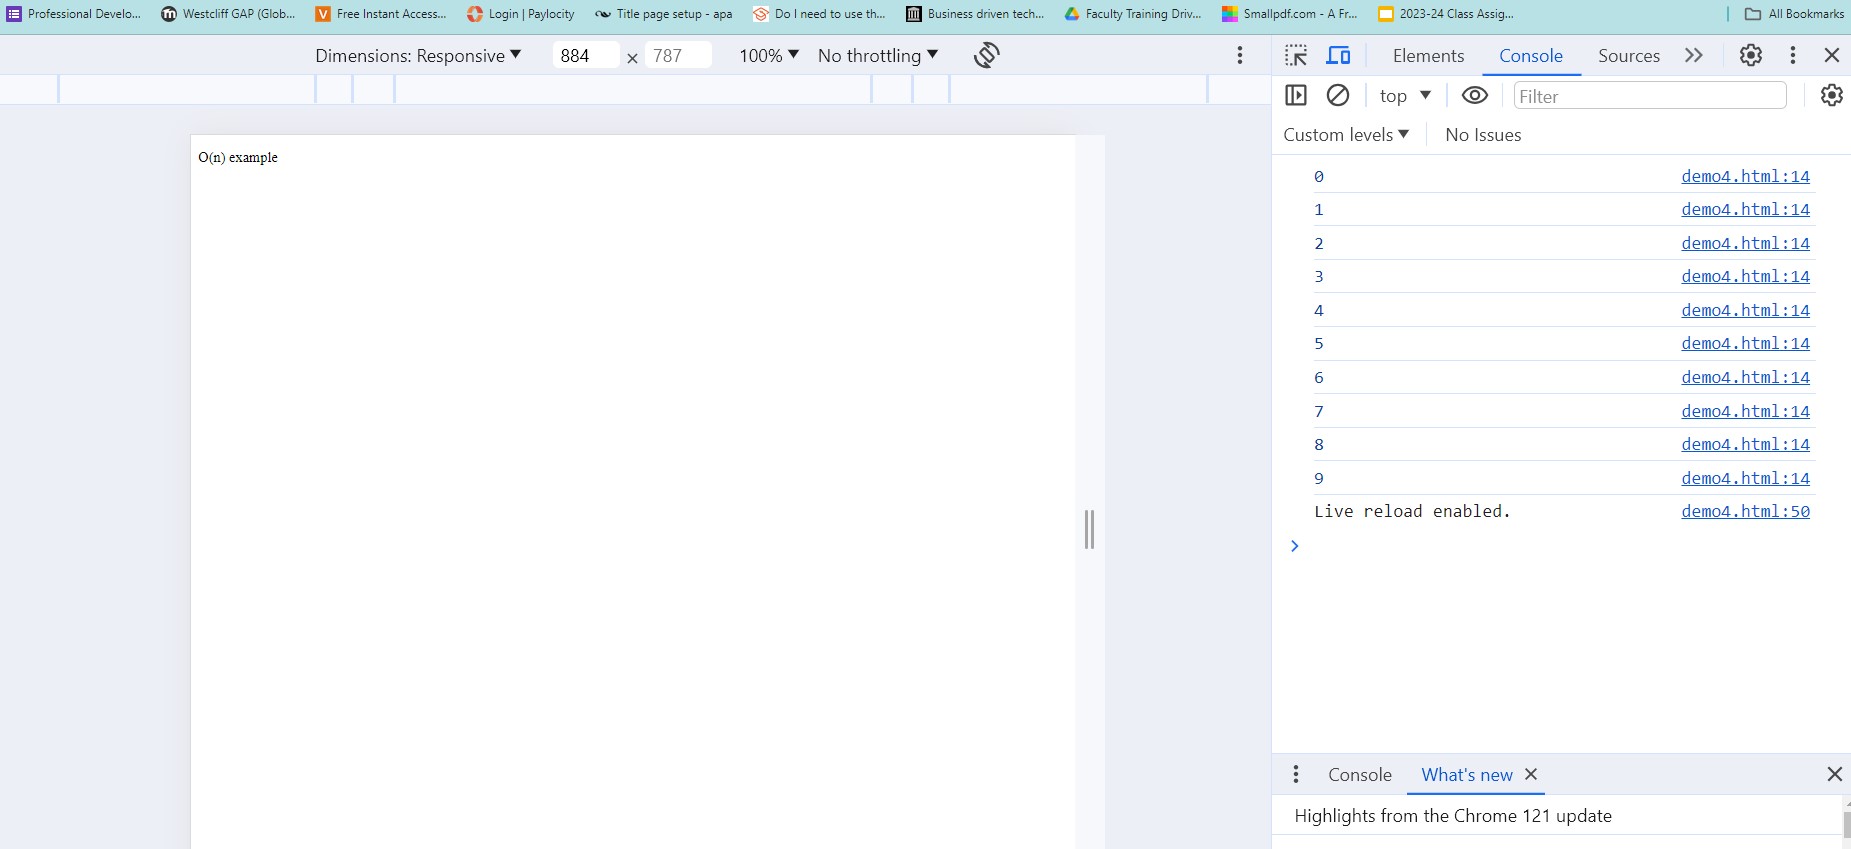 Professional Develo... Westcliff GAP (Glob... Free Instant Access... Login | Paylocity Title page setup - apa Do I need to use th... Business driven tech... Faculty Training Driv... Smallpdf.com - A Fr... 2023-24 Class Assig... All Bookmarks
Dimensions: Responsive 884 × 787 100% No throttling
Elements Console Sources
top Filter
Custom levels No Issues
O(n) example
0 demo4.html:14
1 demo4.html:14
2 demo4.html:14
3 demo4.html:14
4 demo4.html:14
5 demo4.html:14
6 demo4.html:14
7 demo4.html:14
8 demo4.html:14
9 demo4.html:14
Live reload enabled. demo4.html:50
Console What's new
Highlights from the Chrome 121 update